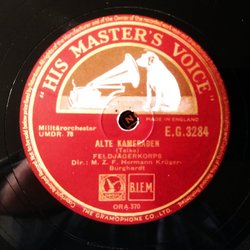 "HIS MASTER'S VOICE"
MADE IN ENGLAND
Militärorchester
UMDR. 78
E.G. 3284
ALTE KAMERADEN
(Teike)
FELDJÄGERKORPS
Dir: M. Z. F. Hermann Krüger-
Burghardt
B.I.E.M.
ORA.370
THE GRAMOPHONE CO., LTD.